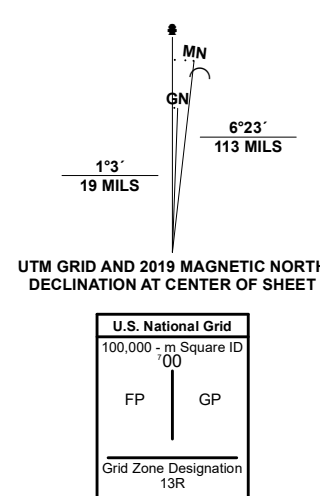 MN
GN
6°23´
113 MILS
1°3´
19 MILS
UTM GRID AND 2019 MAGNETIC NORTH
DECLINATION AT CENTER OF SHEET
U.S. National Grid
100,000 - m Square ID
⁷00
FP GP
Grid Zone Designation
13R